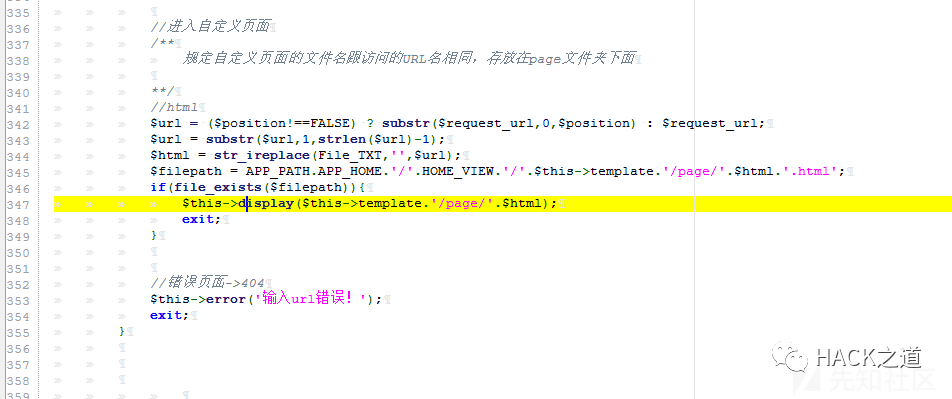 335
336 //进入自定义页面
337 /**
338 规定自定义页面的文件名跟访问的URL名相同，存放在page文件夹下面
339
340 **/
341 //html
342 $url = ($position!==FALSE) ? substr($request_url,0,$position) : $request_url;
343 $url = substr($url,1,strlen($url)-1);
344 $html = str_ireplace(File_TXT,'',$url);
345 $filepath = APP_PATH.APP_HOME.'/'.HOME_VIEW.'/'.$this->template.'/page/'.$html.'.html';
346 if(file_exists($filepath)){
347 $this->display($this->template.'/page/'.$html);
348 exit;
349 }
350
351
352 //错误页面->404
353 $this->error('输入url错误！');
354 exit;
355 }
356
357
358
359
HACK之道
先知社区